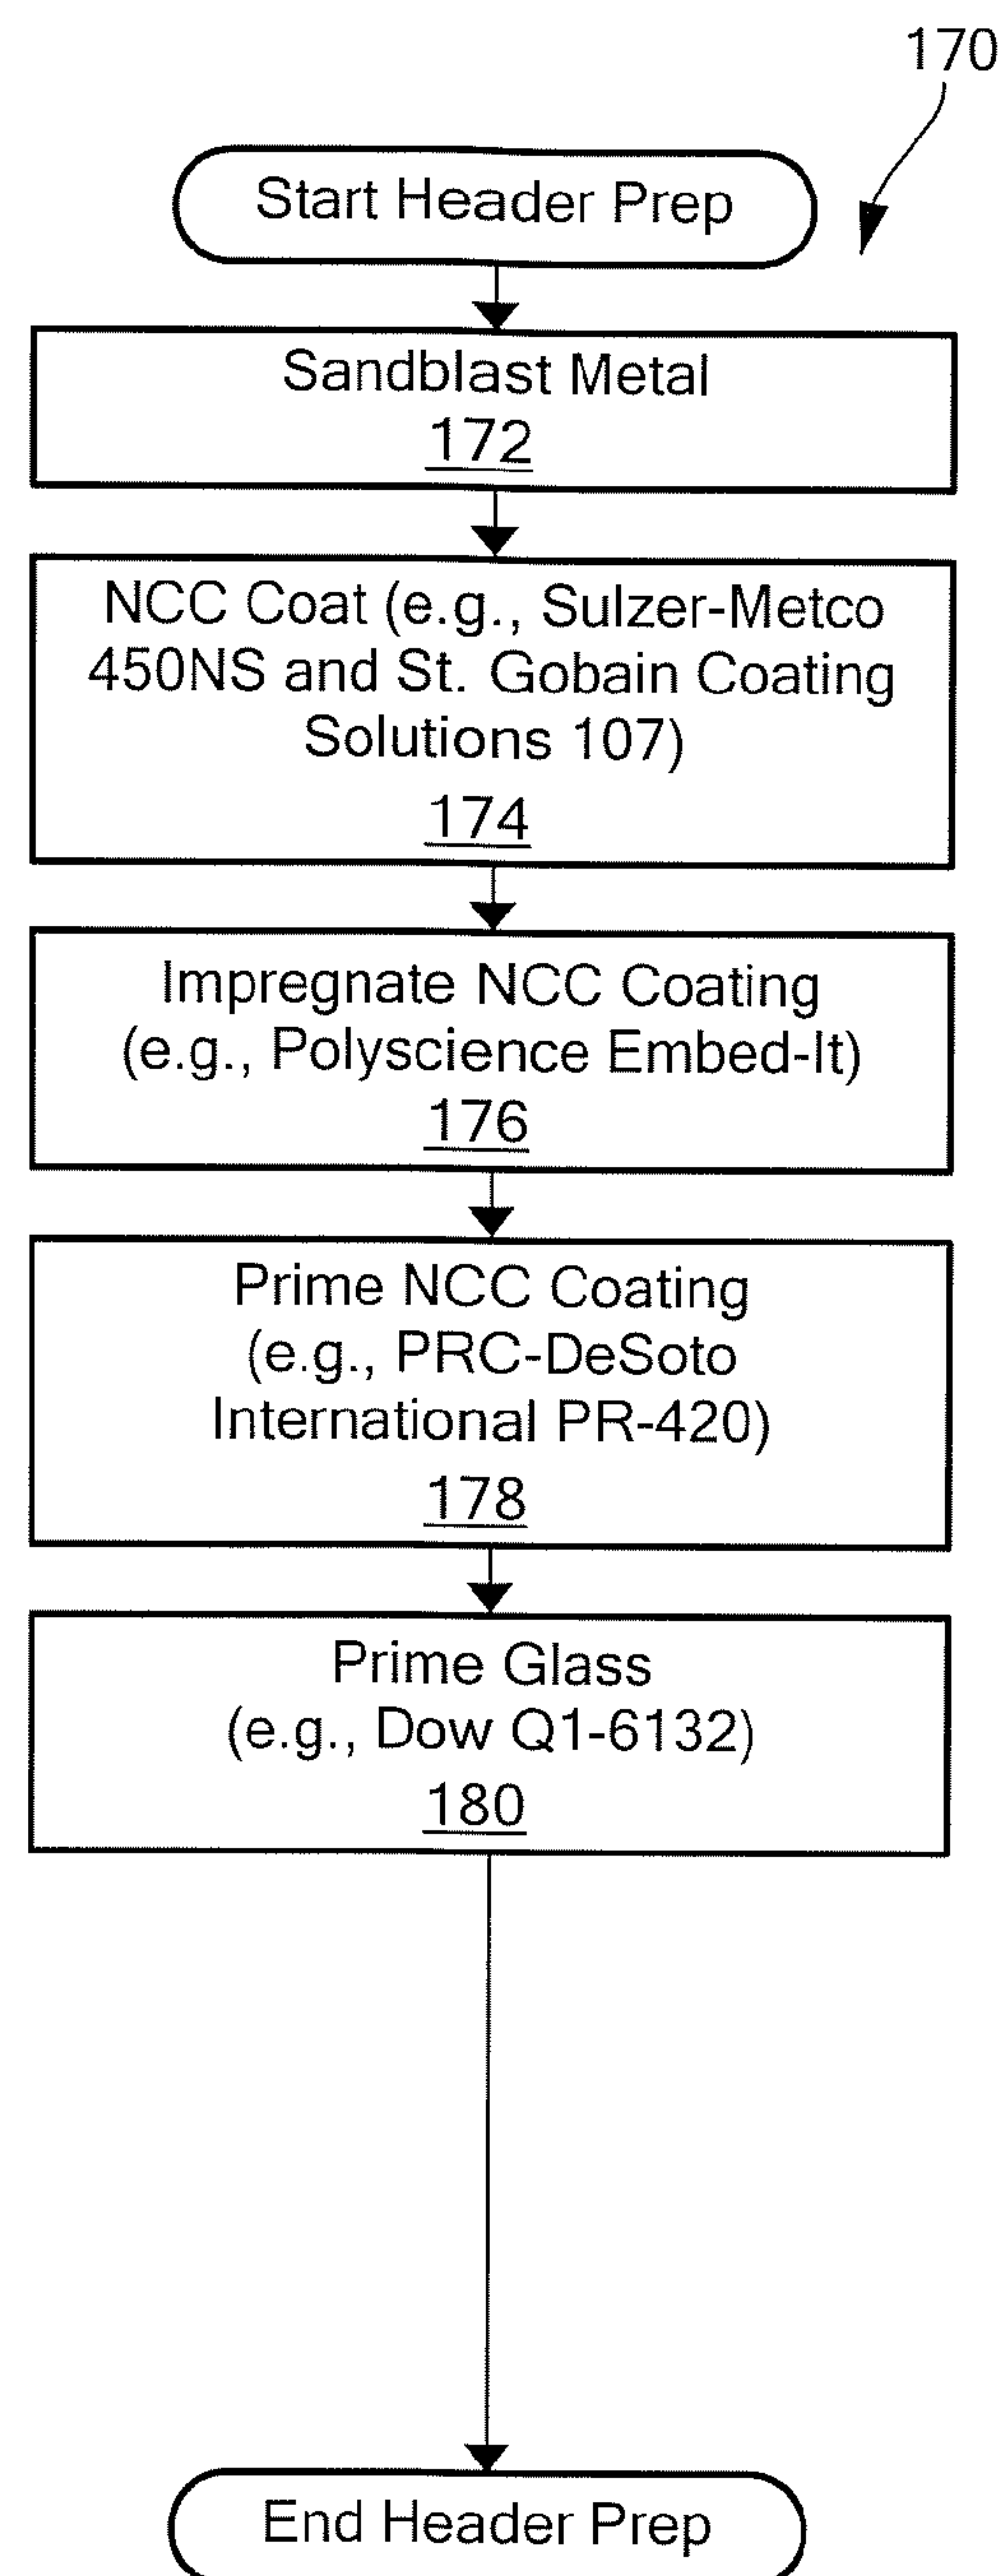 170
Start Header Prep
Sandblast Metal
172
NCC Coat (e.g., Sulzer-Metco
450NS and St. Gobain Coating
Solutions 107)
174
Impregnate NCC Coating
(e.g., Polyscience Embed-It)
176
Prime NCC Coating
(e.g., PRC-DeSoto
International PR-420)
178
Prime Glass
(e.g., Dow Q1-6132)
180
End Header Prep